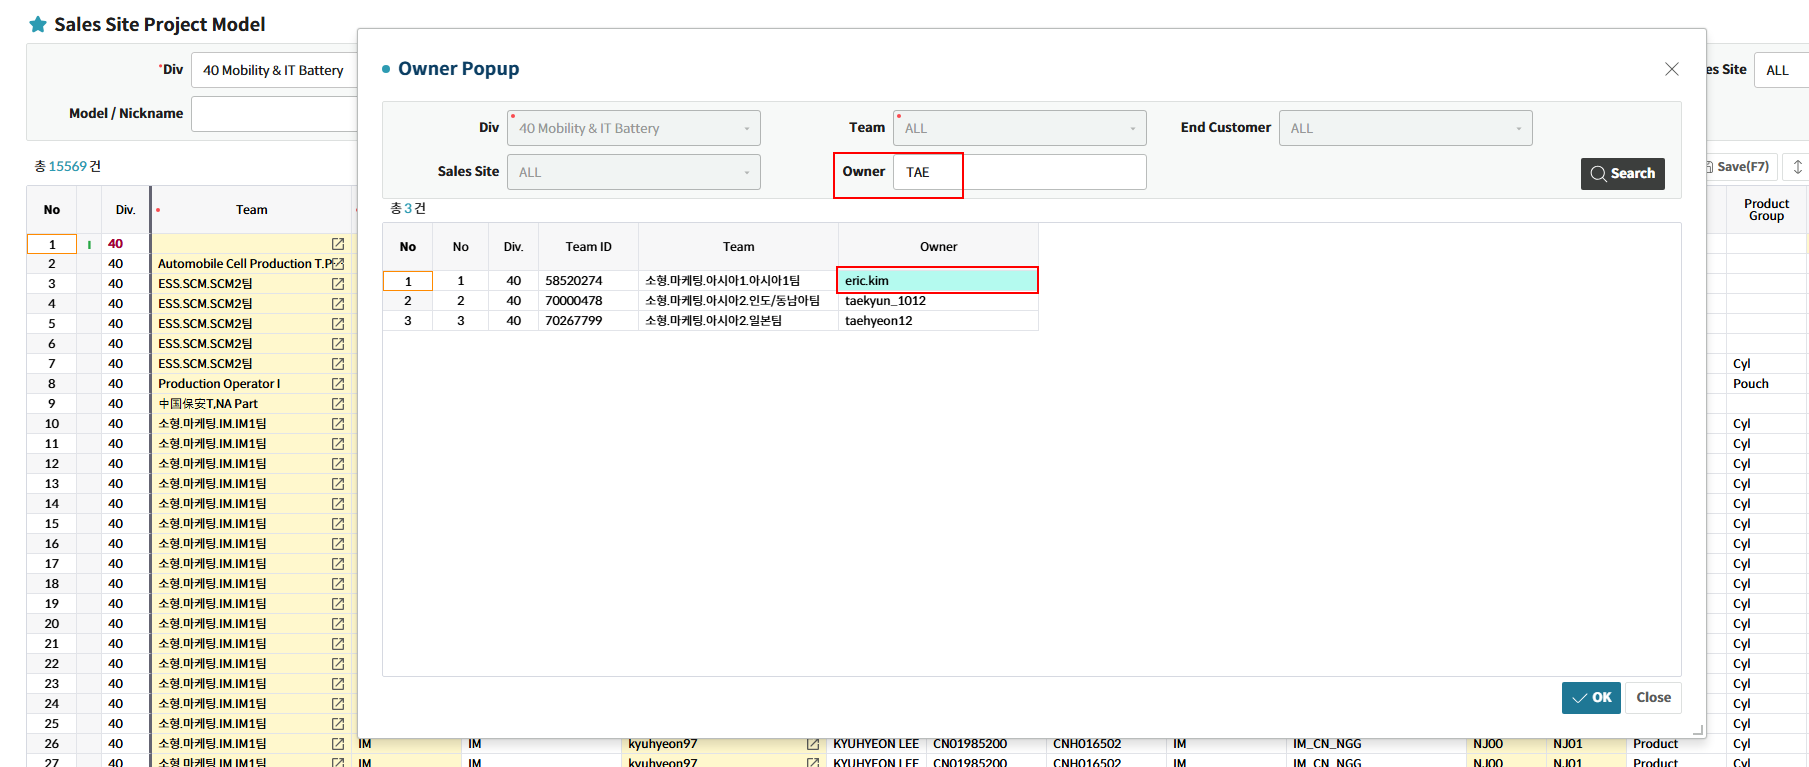 Sales Site Project Model
*Div 40 Mobility & IT Battery
es Site ALL
Model / Nickname
총 15569 건
Save(F7)
No Div. Team Product Group
1 I 40
2 40 Automobile Cell Production T.P
3 40 ESS.SCM.SCM2팀
4 40 ESS.SCM.SCM2팀
5 40 ESS.SCM.SCM2팀
6 40 ESS.SCM.SCM2팀
7 40 ESS.SCM.SCM2팀 Cyl
8 40 Production Operator I Pouch
9 40 中国保安T,NA Part
10 40 소형.마케팅.IM.IM1팀 Cyl
11 40 소형.마케팅.IM.IM1팀 Cyl
12 40 소형.마케팅.IM.IM1팀 Cyl
13 40 소형.마케팅.IM.IM1팀 Cyl
14 40 소형.마케팅.IM.IM1팀 Cyl
15 40 소형.마케팅.IM.IM1팀 Cyl
16 40 소형.마케팅.IM.IM1팀 Cyl
17 40 소형.마케팅.IM.IM1팀 Cyl
18 40 소형.마케팅.IM.IM1팀 Cyl
19 40 소형.마케팅.IM.IM1팀 Cyl
20 40 소형.마케팅.IM.IM1팀 Cyl
21 40 소형.마케팅.IM.IM1팀 Cyl
22 40 소형.마케팅.IM.IM1팀 Cyl
23 40 소형.마케팅.IM.IM1팀 Cyl
24 40 소형.마케팅.IM.IM1팀 Cyl
25 40 소형.마케팅.IM.IM1팀 Cyl
26 40 소형.마케팅.IM.IM1팀 IM IM kyuhyeon97 KYUHYEON LEE CN01985200 CNH016502 IM IM_CN_NGG NJ00 NJ01 Product Cyl
27 40 소형.마케팅.IM.IM1팀 IM IM kyuhyeon97 KYUHYEON LEE CN01985200 CNH016502 IM IM_CN_NGG NJ00 NJ01 Product Cyl
Owner Popup
Div 40 Mobility & IT Battery Team ALL End Customer ALL
Sales Site ALL Owner TAE Search
총 3 건
No No Div. Team ID Team Owner
1 1 40 58520274 소형.마케팅.아시아1.아시아1팀 eric.kim
2 2 40 70000478 소형.마케팅.아시아2.인도/동남아팀 taekyun_1012
3 3 40 70267799 소형.마케팅.아시아2.일본팀 taehyeon12
OK Close